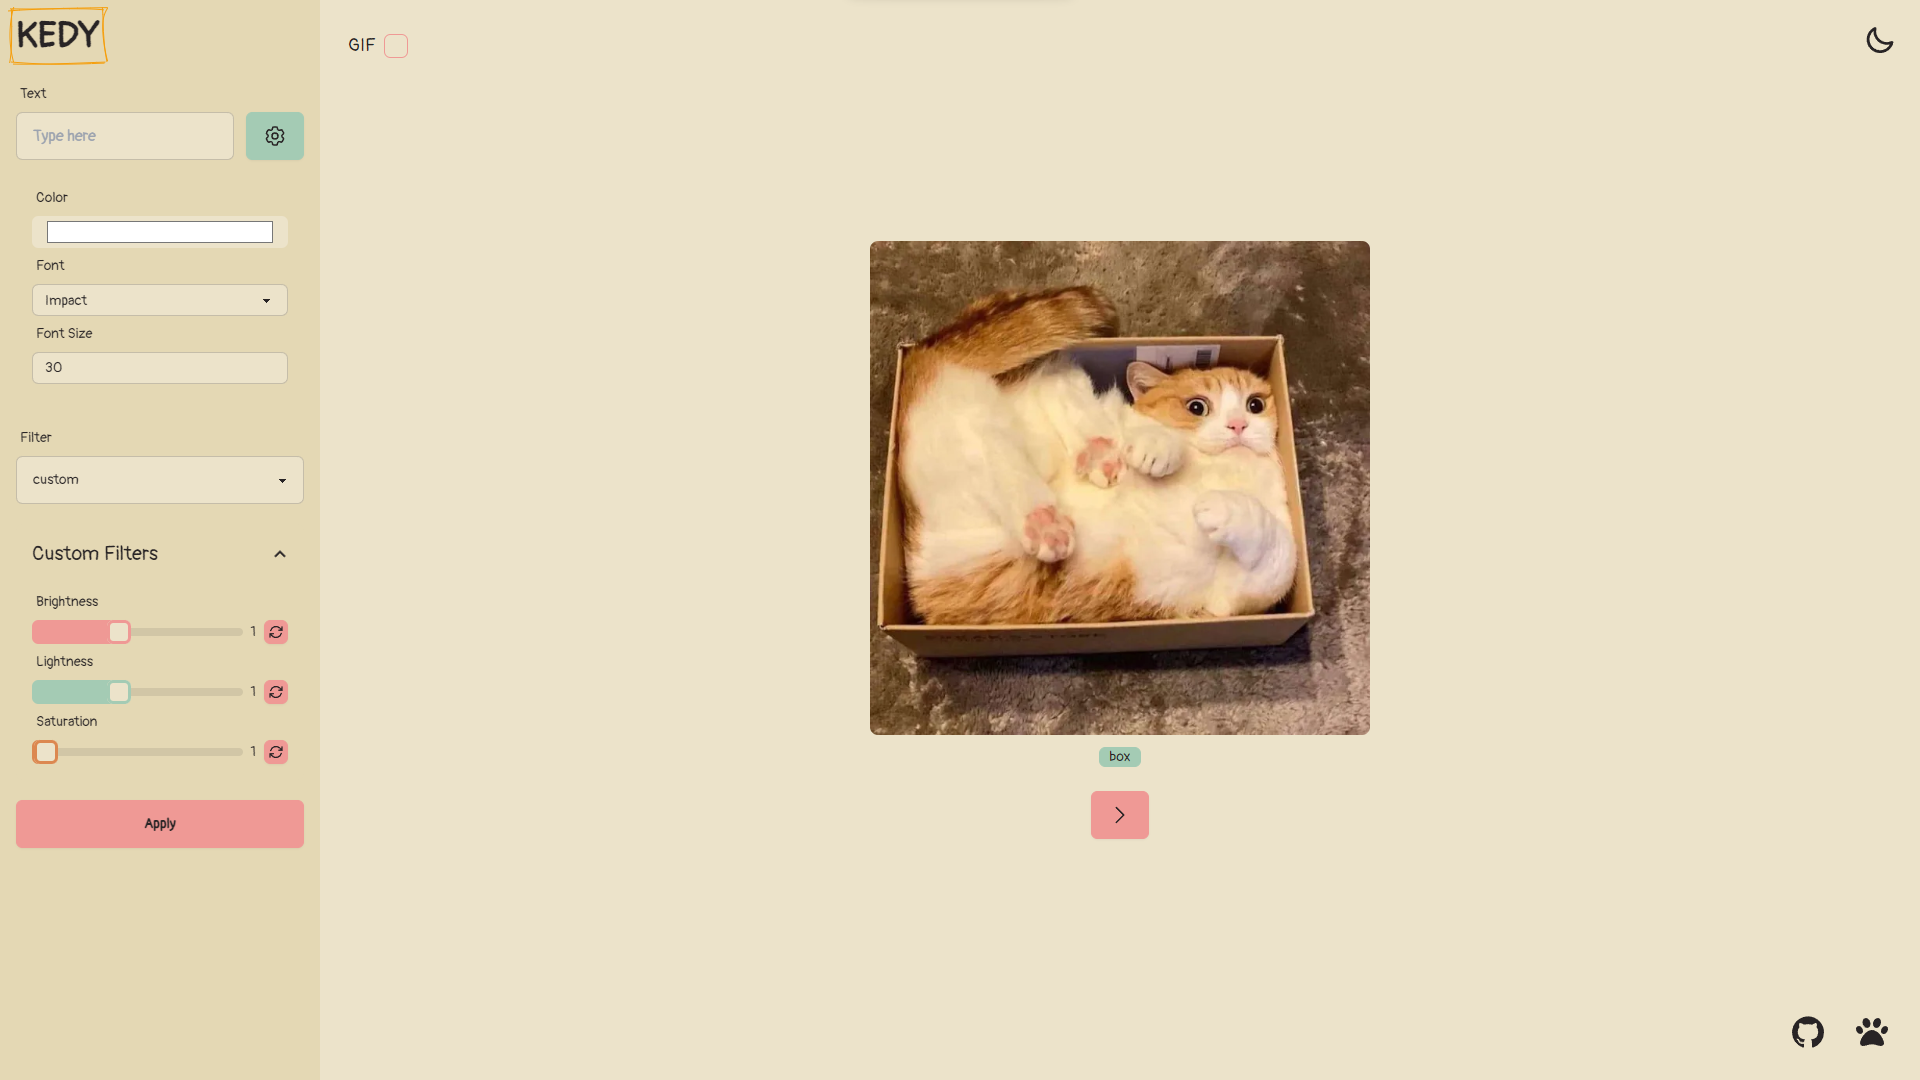 KEDY
GIF
Text
Type here
Color
Font
Impact
Font Size
30
Filter
custom
Custom Filters
Brightness
1
Lightness
1
Saturation
1
Apply
box